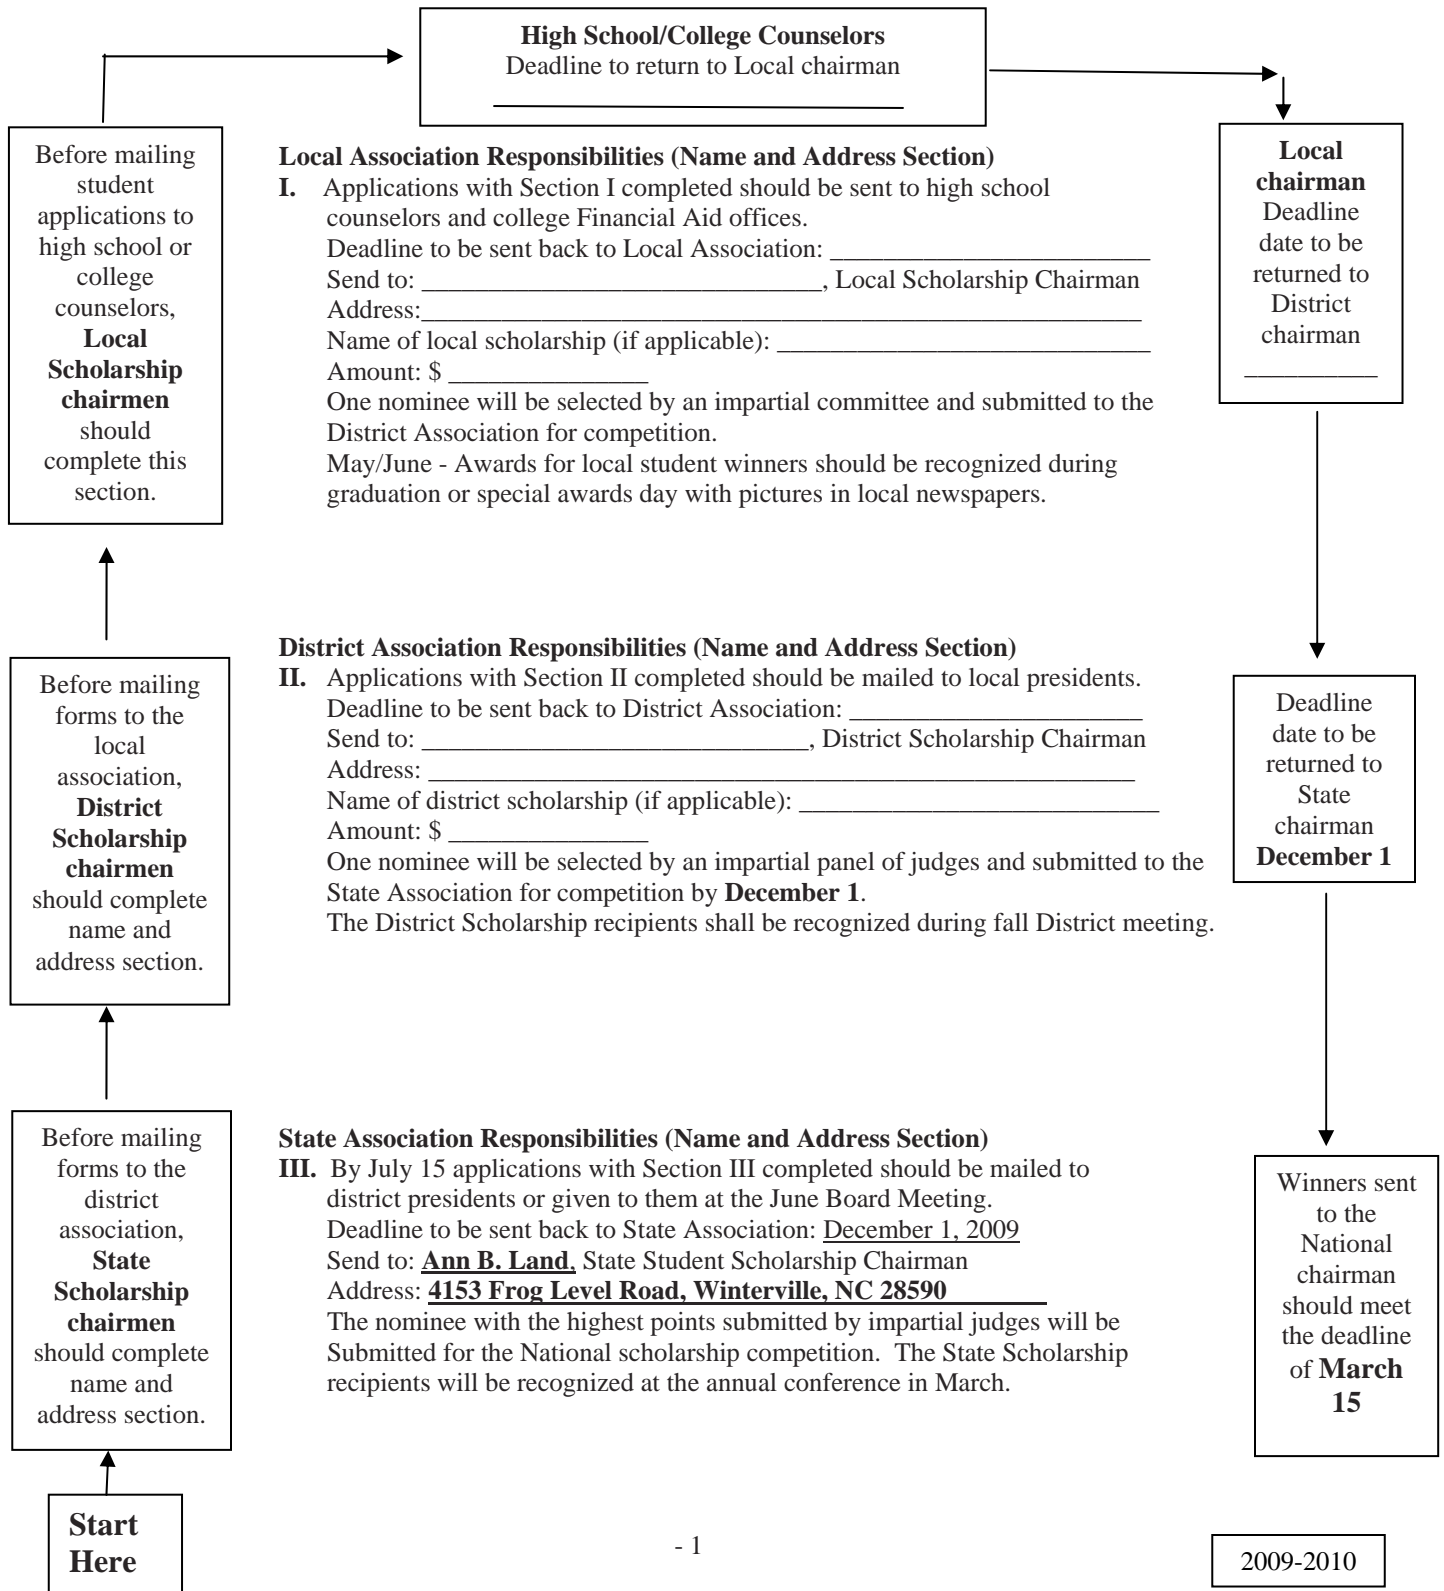 High School/College Counselors
Deadline to return to Local chairman
Before mailing
student
applications to
high school or
college
counselors,
Local
Scholarship
chairmen
should
complete this
section.
Local Association Responsibilities (Name and Address Section)
I. Applications with Section I completed should be sent to high school
counselors and college Financial Aid offices.
Deadline to be sent back to Local Association: ________________________
Send to: ______________________________, Local Scholarship Chairman
Address:______________________________________________________
Name of local scholarship (if applicable): ____________________________
Amount: $ _______________
One nominee will be selected by an impartial committee and submitted to the
District Association for competition.
May/June - Awards for local student winners should be recognized during
graduation or special awards day with pictures in local newspapers.
Local
chairman
Deadline
date to be
returned to
District
chairman
__________
Before mailing
forms to the
local
association,
District
Scholarship
chairmen
should complete
name and
address section.
District Association Responsibilities (Name and Address Section)
II. Applications with Section II completed should be mailed to local presidents.
Deadline to be sent back to District Association: ______________________
Send to: _____________________________, District Scholarship Chairman
Address: _____________________________________________________
Name of district scholarship (if applicable): ___________________________
Amount: $ _______________
One nominee will be selected by an impartial panel of judges and submitted to the
State Association for competition by December 1.
The District Scholarship recipients shall be recognized during fall District meeting.
Deadline
date to be
returned to
State
chairman
December 1
Before mailing
forms to the
district
association,
State
Scholarship
chairmen
should complete
name and
address section.
State Association Responsibilities (Name and Address Section)
III. By July 15 applications with Section III completed should be mailed to
district presidents or given to them at the June Board Meeting.
Deadline to be sent back to State Association: December 1, 2009
Send to: Ann B. Land, State Student Scholarship Chairman
Address: 4153 Frog Level Road, Winterville, NC 28590
The nominee with the highest points submitted by impartial judges will be
Submitted for the National scholarship competition. The State Scholarship
recipients will be recognized at the annual conference in March.
Winners sent
to the
National
chairman
should meet
the deadline
of March
15
Start
Here
- 1
2009-2010